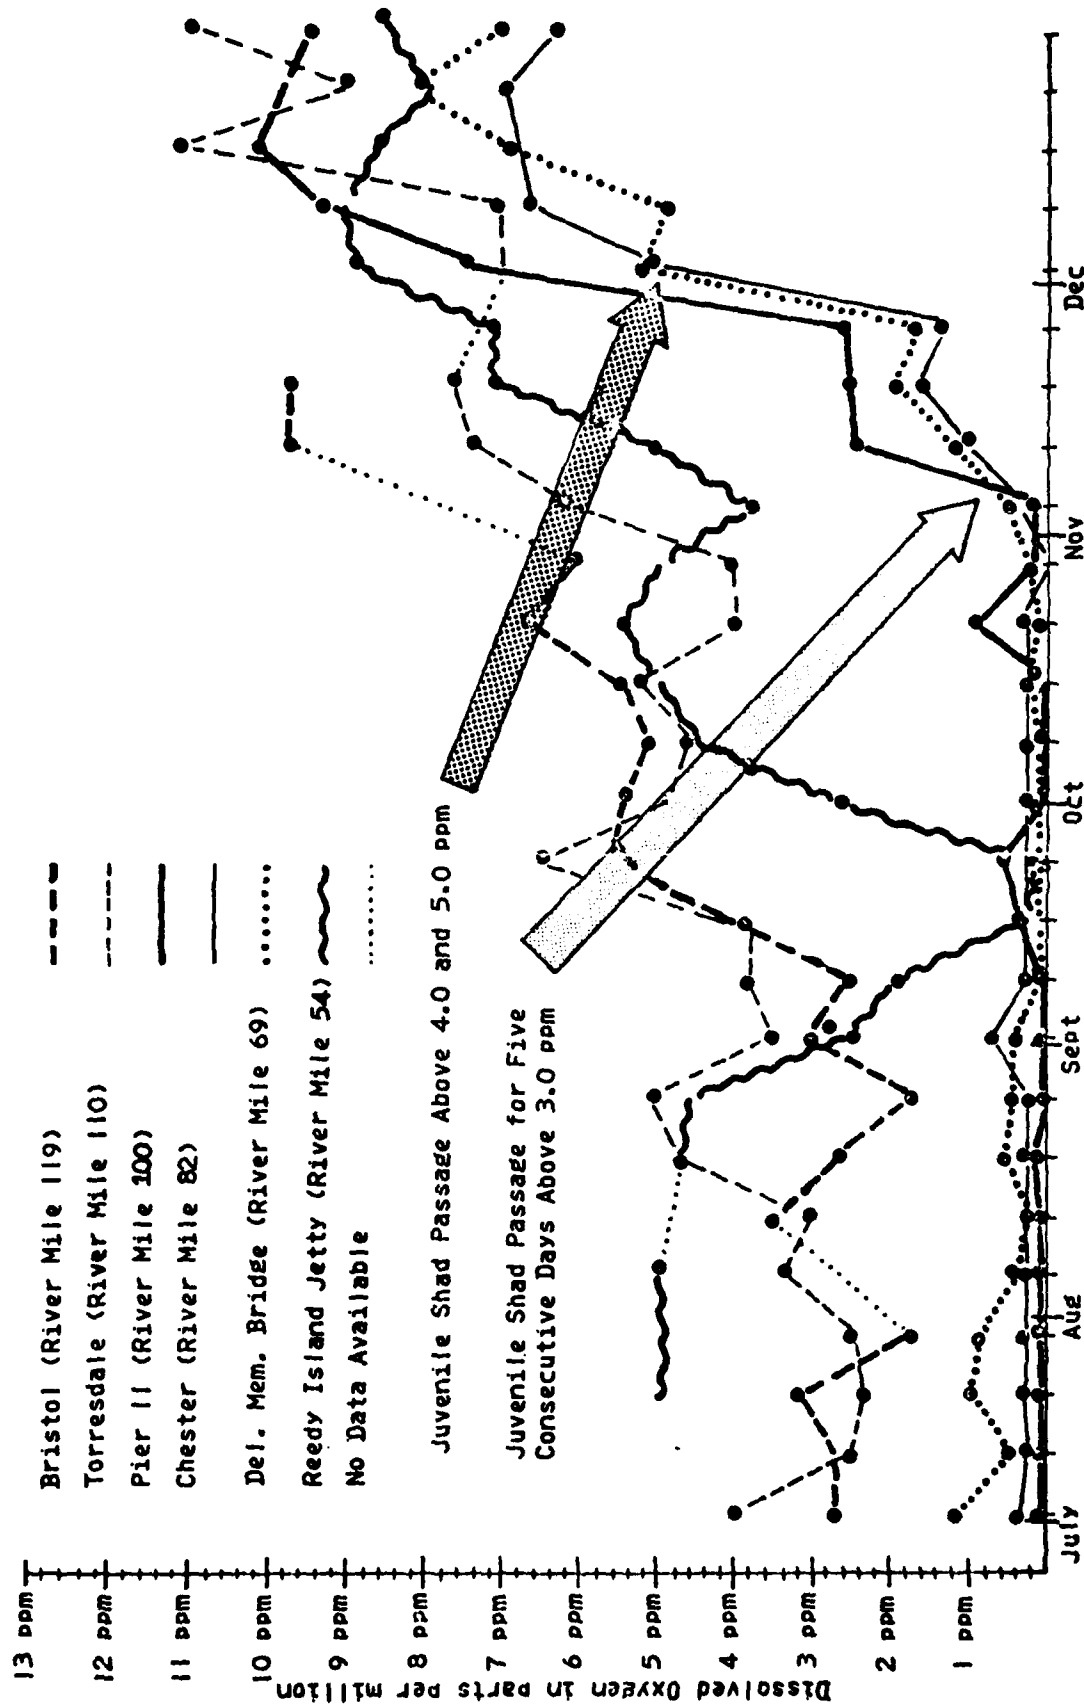 Bristol (River Mile 119)
Torresdale (River Mile 110)
Pier 11 (River Mile 100)
Chester (River Mile 82)
Del. Mem. Bridge (River Mile 69)
Reedy Island Jetty (River Mile 54)
No Data Available
Juvenile Shad Passage Above 4.0 and 5.0 ppm
Juvenile Shad Passage for Five
Consecutive Days Above 3.0 ppm
13 ppm
12 ppm
11 ppm
10 ppm
9 ppm
8 ppm
7 ppm
6 ppm
5 ppm
4 ppm
3 ppm
2 ppm
1 ppm
Dissolved Oxygen in parts per million
July
Aug
Sept
Oct
Nov
Dec